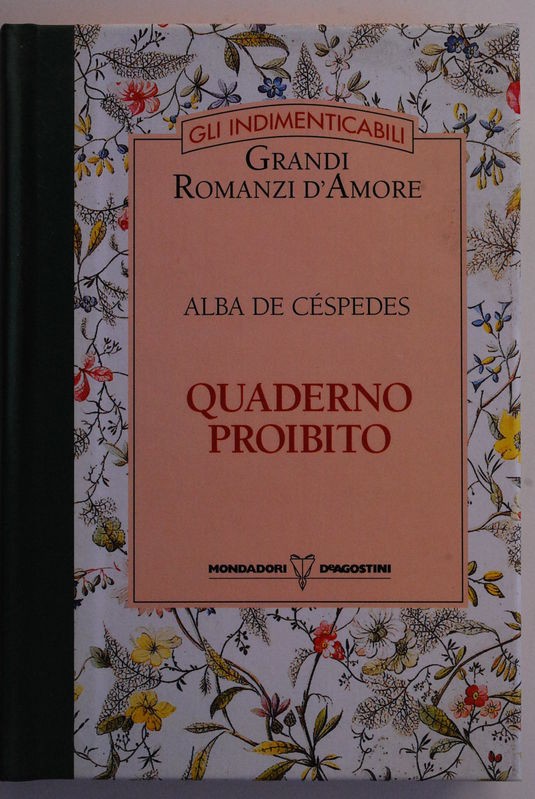 GLI INDIMENTICABILI
GRANDI
ROMANZI D'AMORE
ALBA DE CÉSPEDES
QUADERNO
PROIBITO
MONDADORI DEAGOSTINI